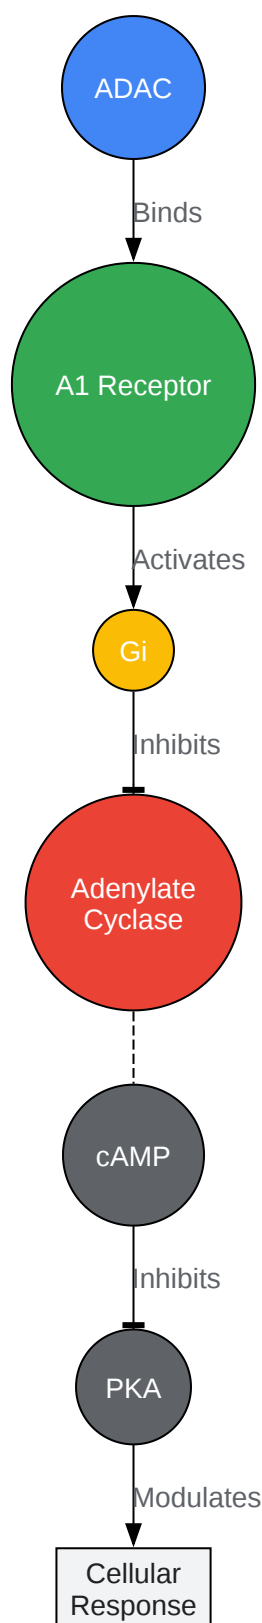 ADAC
Binds
A1 Receptor
Activates
Gi
Inhibits
Adenylate
Cyclase
cAMP
Inhibits
PKA
Modulates
Cellular
Response